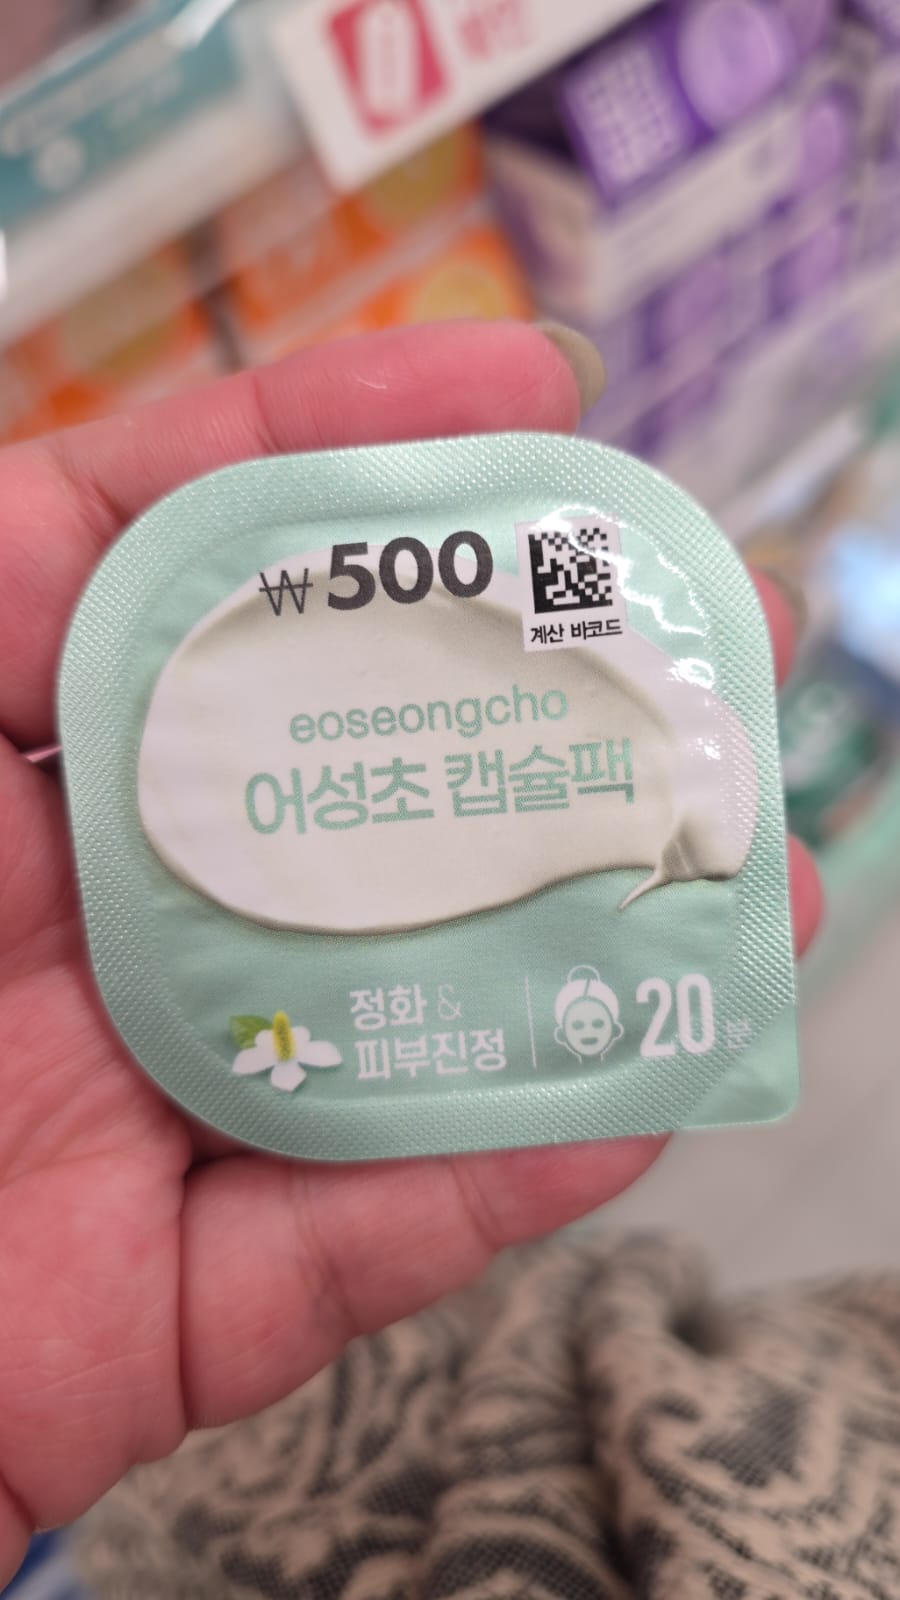 ₩500
계산 바코드
eoseongcho
어성초 캡슐팩
정화 &
피부진정
20분